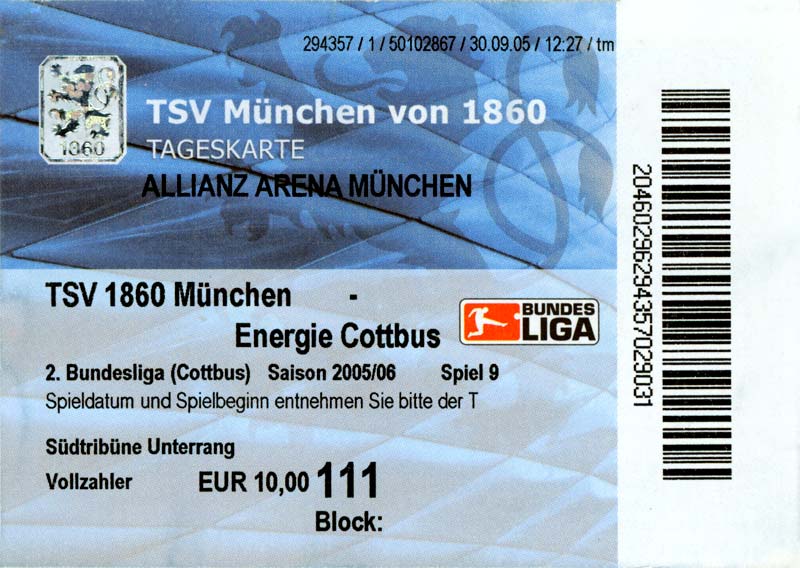 294357 / 1 / 50102867 / 30.09.05 / 12:27 / tm
1860
TSV München von 1860
TAGESKARTE
ALLIANZ ARENA MÜNCHEN
TSV 1860 München -
Energie Cottbus
BUNDES
LIGA
2. Bundesliga (Cottbus) Saison 2005/06 Spiel 9
Spieldatum und Spielbeginn entnehmen Sie bitte der T
Südtribüne Unterrang
Vollzahler EUR 10,00 111
Block:
204602962943570290​31